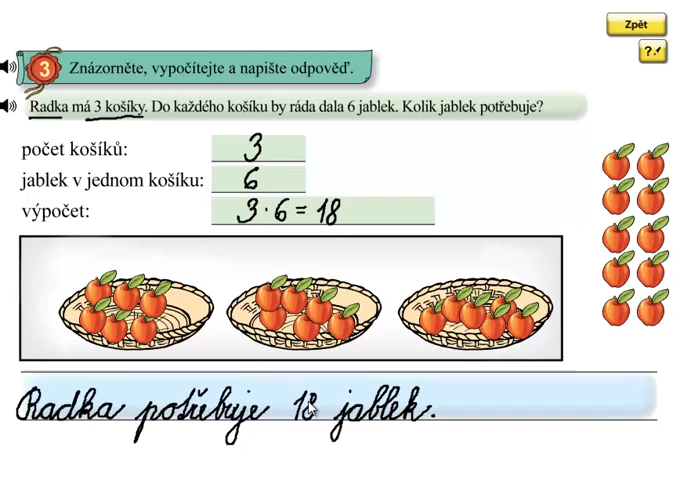 Zpět
?✓
3 Znázorněte, vypočítejte a napište odpověď.
Radka má 3 košíky. Do každého košíku by ráda dala 6 jablek. Kolik jablek potřebuje?
počet košíků: 3
jablek v jednom košíku: 6
výpočet: 3 · 6 = 18
Radka potřebuje 18 jablek.